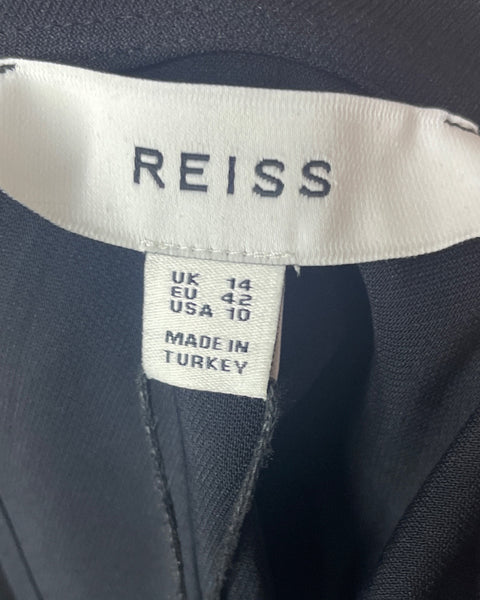 REISS
UK 14
EU 42
USA 10
MADE IN
TURKEY